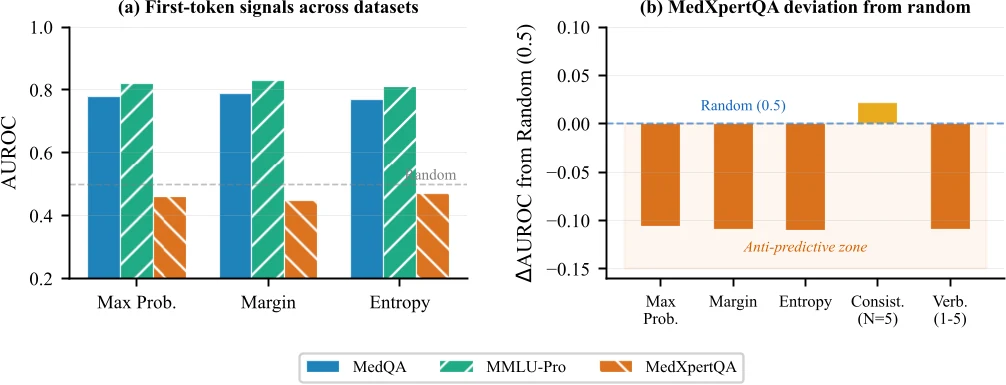 (a) First-token signals across datasets
AUROC
1.0
0.8
0.6
0.4
0.2
Random
Max Prob.
Margin
Entropy
(b) MedXpertQA deviation from random
ΔAUROC from Random (0.5)
0.10
0.05
0.00
−0.05
−0.10
−0.15
Random (0.5)
Anti-predictive zone
Max
Prob.
Margin
Entropy
Consist.
(N=5)
Verb.
(1-5)
MedQA
MMLU-Pro
MedXpertQA